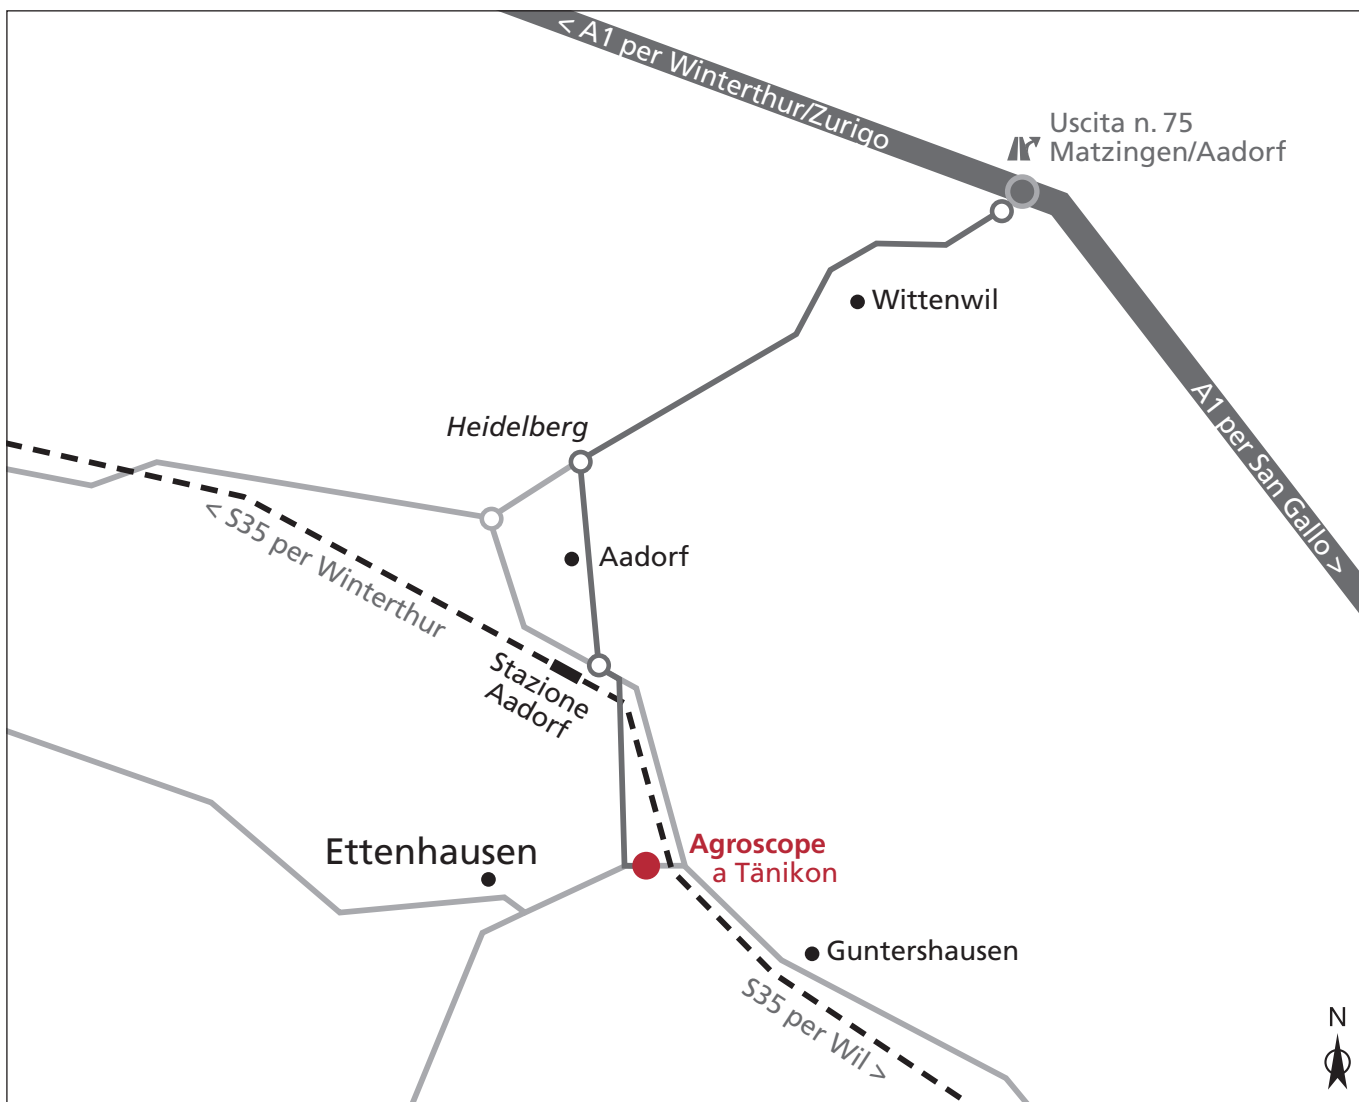 < A1 per Winterthur/Zurigo
Uscita n. 75
Matzingen/Aadorf
Wittenwil
A1 per San Gallo >
Heidelberg
< S35 per Winterthur
Aadorf
Stazione
Aadorf
Ettenhausen
Agroscope
a Tänikon
Guntershausen
S35 per Wil >
N